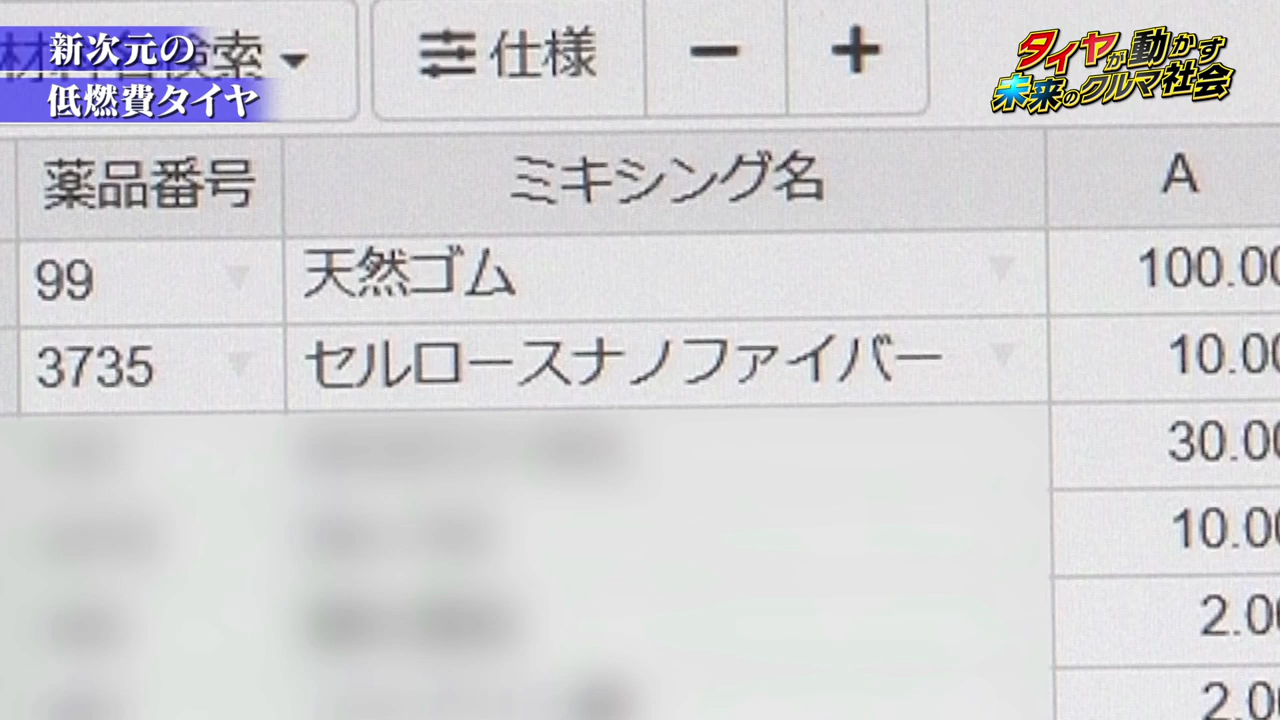 新次元の
低燃費タイヤ
タイヤが動かす
未来のクルマ社会
検索
仕様
− +
薬品番号 ミキシング名 A
99 天然ゴム 100.00
3735 セルロースナノファイバー 10.00
30.00
10.00
2.00
2.00